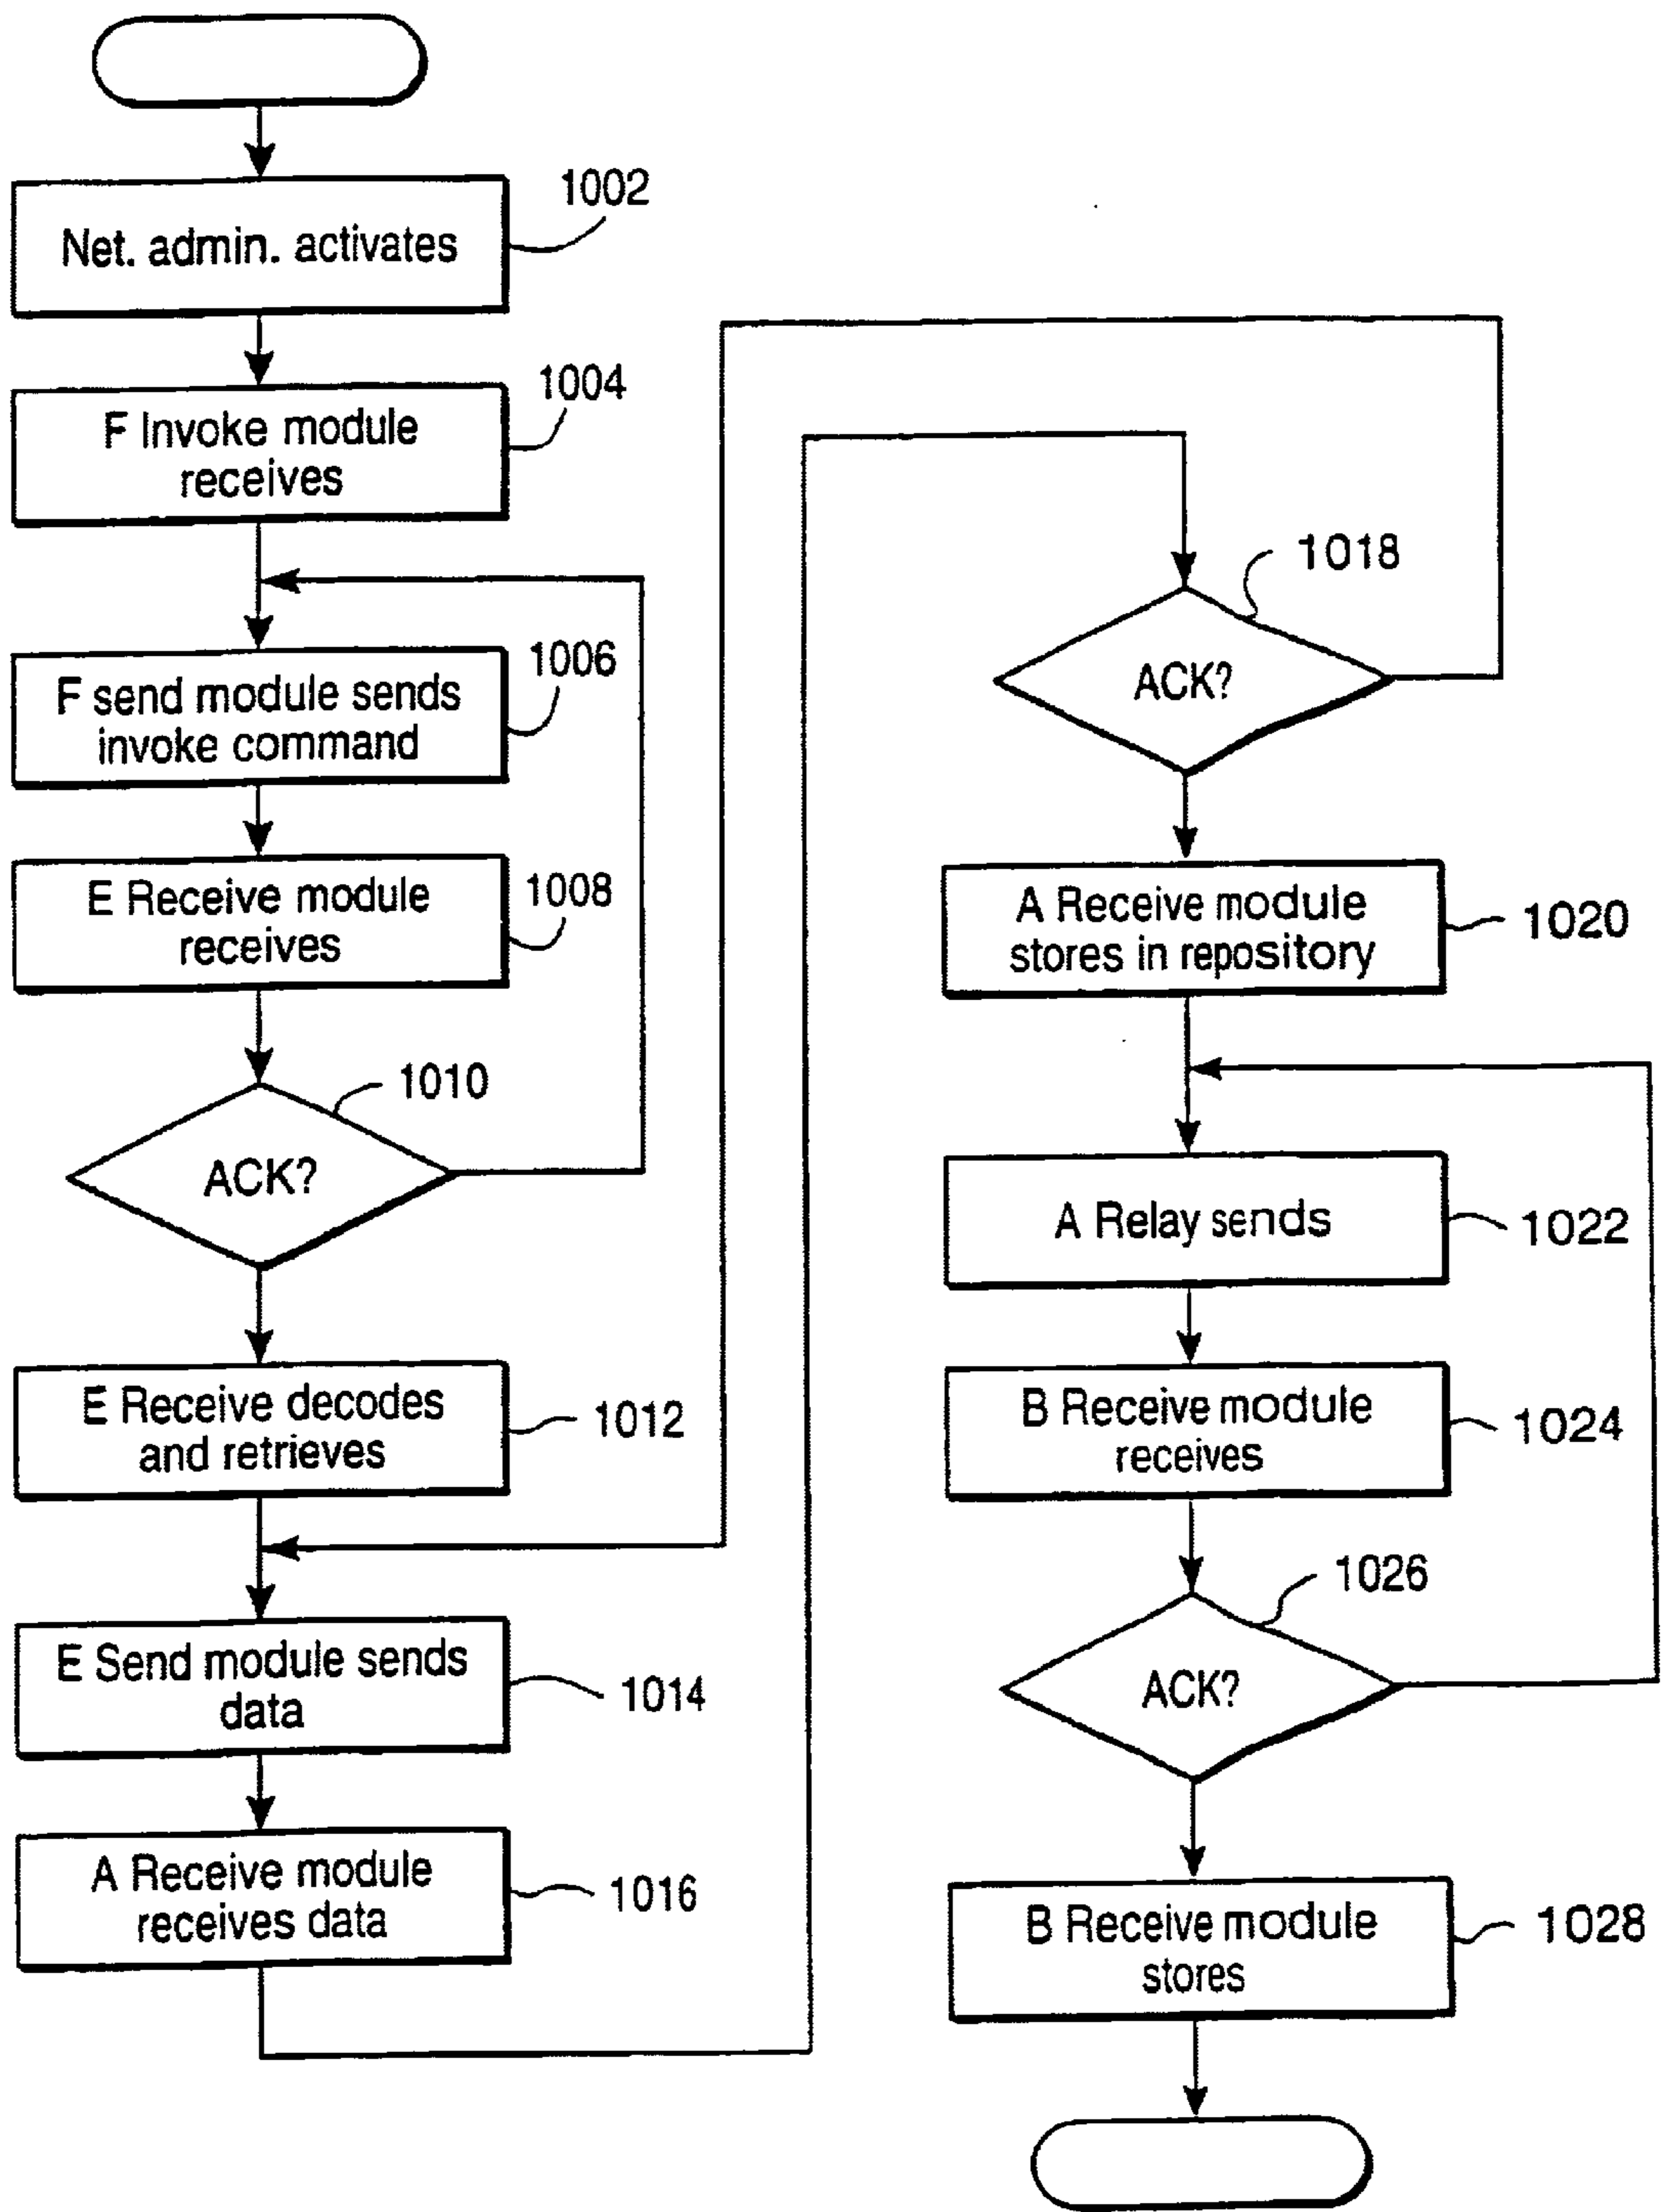 1002
Net. admin. activates
1004
F Invoke module
receives
1006
F send module sends
invoke command
1008
E Receive module
receives
1010
ACK?
E Receive decodes
and retrieves
1012
E Send module sends
data
1014
A Receive module
receives data
1016
1018
ACK?
A Receive module
stores in repository
1020
A Relay sends
1022
B Receive module
receives
1024
1026
ACK?
B Receive module
stores
1028